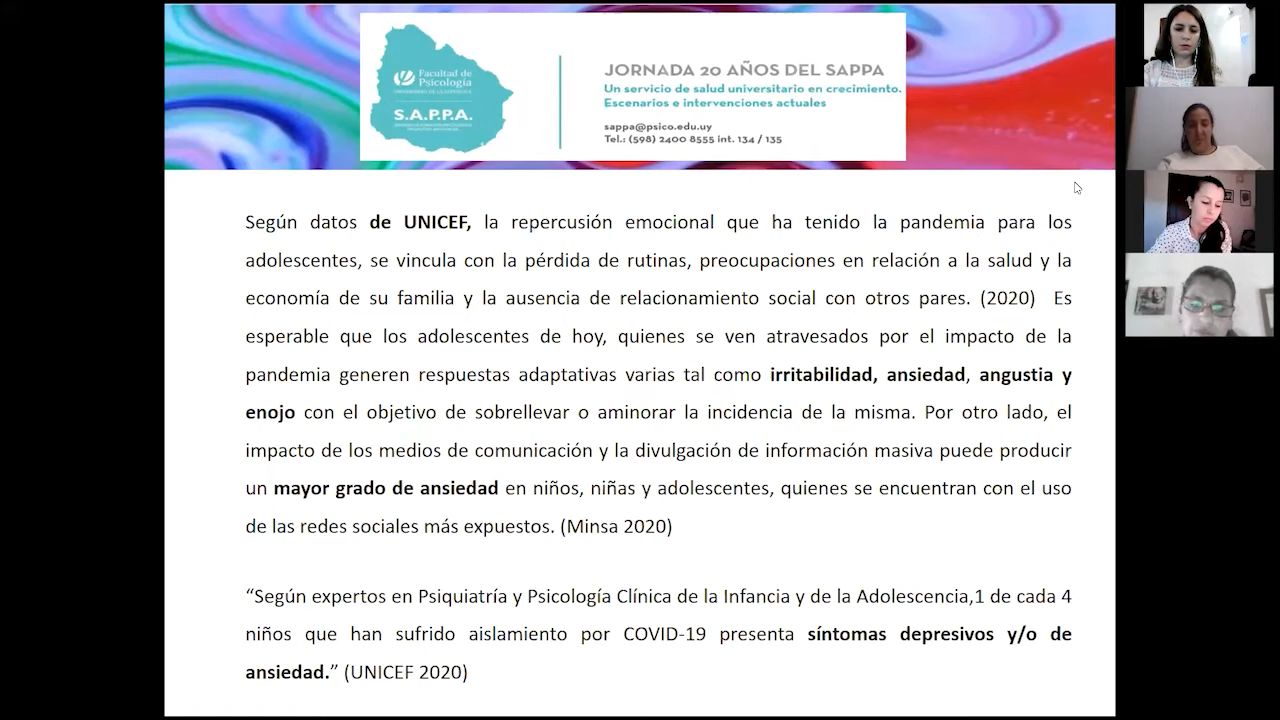 Facultad de
Psicología
UNIVERSIDAD DE LA REPÚBLICA
S.A.P.P.A.
JORNADA 20 AÑOS DEL SAPPA
Un servicio de salud universitario en crecimiento.
Escenarios e intervenciones actuales
sappa@psico.edu.uy
Tel.: (598) 2400 8555 int. 134 / 135
Según datos de UNICEF, la repercusión emocional que ha tenido la pandemia para los
adolescentes, se vincula con la pérdida de rutinas, preocupaciones en relación a la salud y la
economía de su familia y la ausencia de relacionamiento social con otros pares. (2020) Es
esperable que los adolescentes de hoy, quienes se ven atravesados por el impacto de la
pandemia generen respuestas adaptativas varias tal como irritabilidad, ansiedad, angustia y
enojo con el objetivo de sobrellevar o aminorar la incidencia de la misma. Por otro lado, el
impacto de los medios de comunicación y la divulgación de información masiva puede producir
un mayor grado de ansiedad en niños, niñas y adolescentes, quienes se encuentran con el uso
de las redes sociales más expuestos. (Minsa 2020)
“Según expertos en Psiquiatría y Psicología Clínica de la Infancia y de la Adolescencia,1 de cada 4
niños que han sufrido aislamiento por COVID-19 presenta síntomas depresivos y/o de
ansiedad.” (UNICEF 2020)